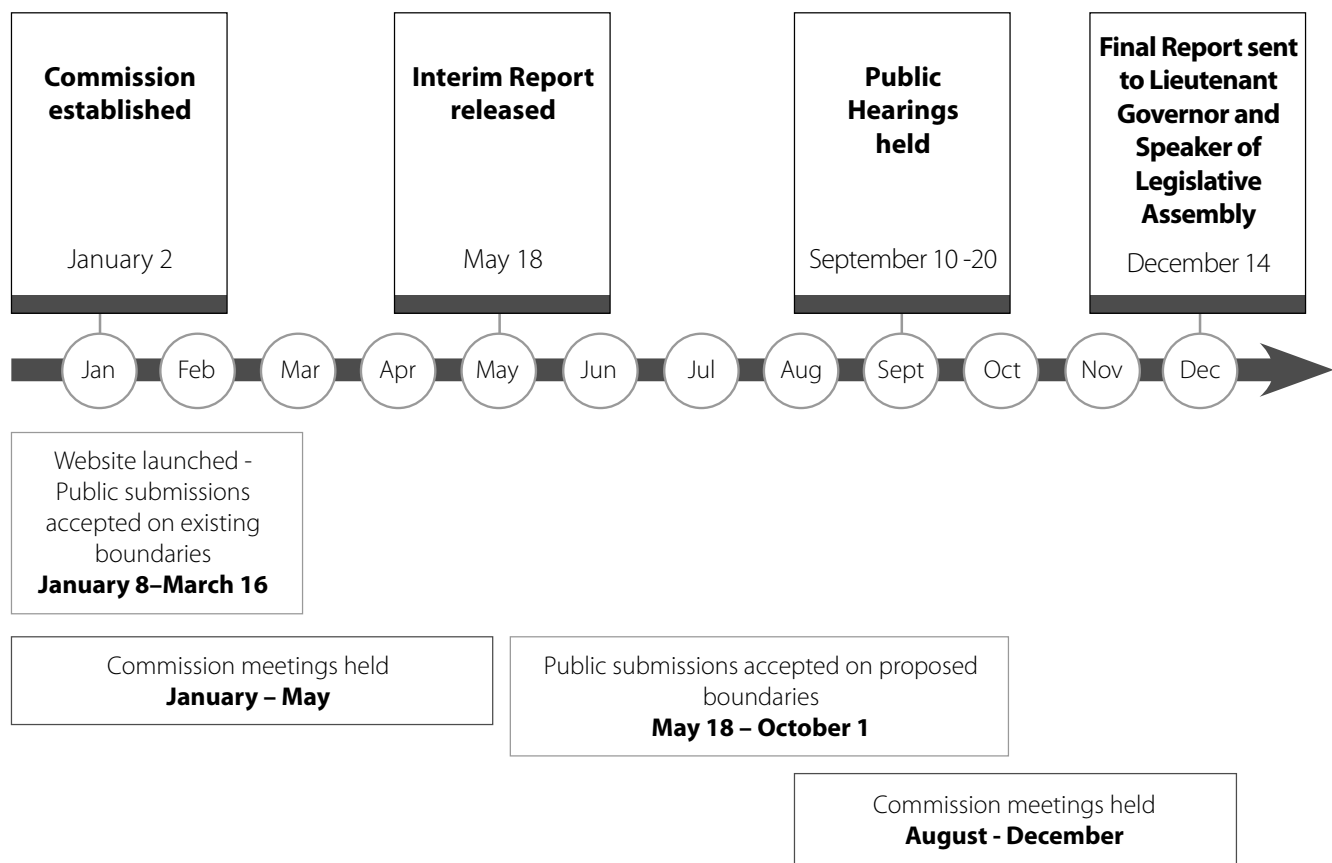 Commission
established
January 2
Interim Report
released
May 18
Public
Hearings
held
September 10 -20
Final Report sent
to Lieutenant
Governor and
Speaker of
Legislative
Assembly
December 14
Jan
Feb
Mar
Apr
May
Jun
Jul
Aug
Sept
Oct
Nov
Dec
Website launched -
Public submissions
accepted on existing
boundaries
January 8–March 16
Commission meetings held
January – May
Public submissions accepted on proposed
boundaries
May 18 – October 1
Commission meetings held
August - December